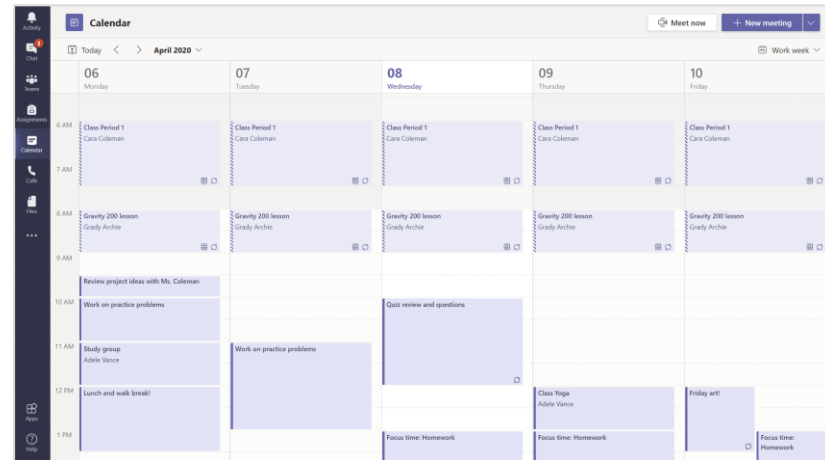 Activity
Calendar
Meet now
New meeting
1
Chat
Today
April 2020
Work week
Teams
06
Monday
07
Tuesday
08
Wednesday
09
Thursday
10
Friday
Assignments
Calendar
Calls
Files
6 AM
Class Period 1
Cara Coleman
Class Period 1
Cara Coleman
Class Period 1
Cara Coleman
Class Period 1
Cara Coleman
Class Period 1
Cara Coleman
7 AM
8 AM
Gravity 200 lesson
Grady Archie
Gravity 200 lesson
Grady Archie
Gravity 200 lesson
Grady Archie
Gravity 200 lesson
Grady Archie
Gravity 200 lesson
Grady Archie
9 AM
Review project ideas with Ms. Coleman
10 AM
Work on practice problems
Quiz review and questions
11 AM
Study group
Adele Vance
Work on practice problems
12 PM
Lunch and walk break!
Class Yoga
Adele Vance
Friday art!
1 PM
Focus time: Homework
Focus time: Homework
Focus time:
Homework
Apps
Help